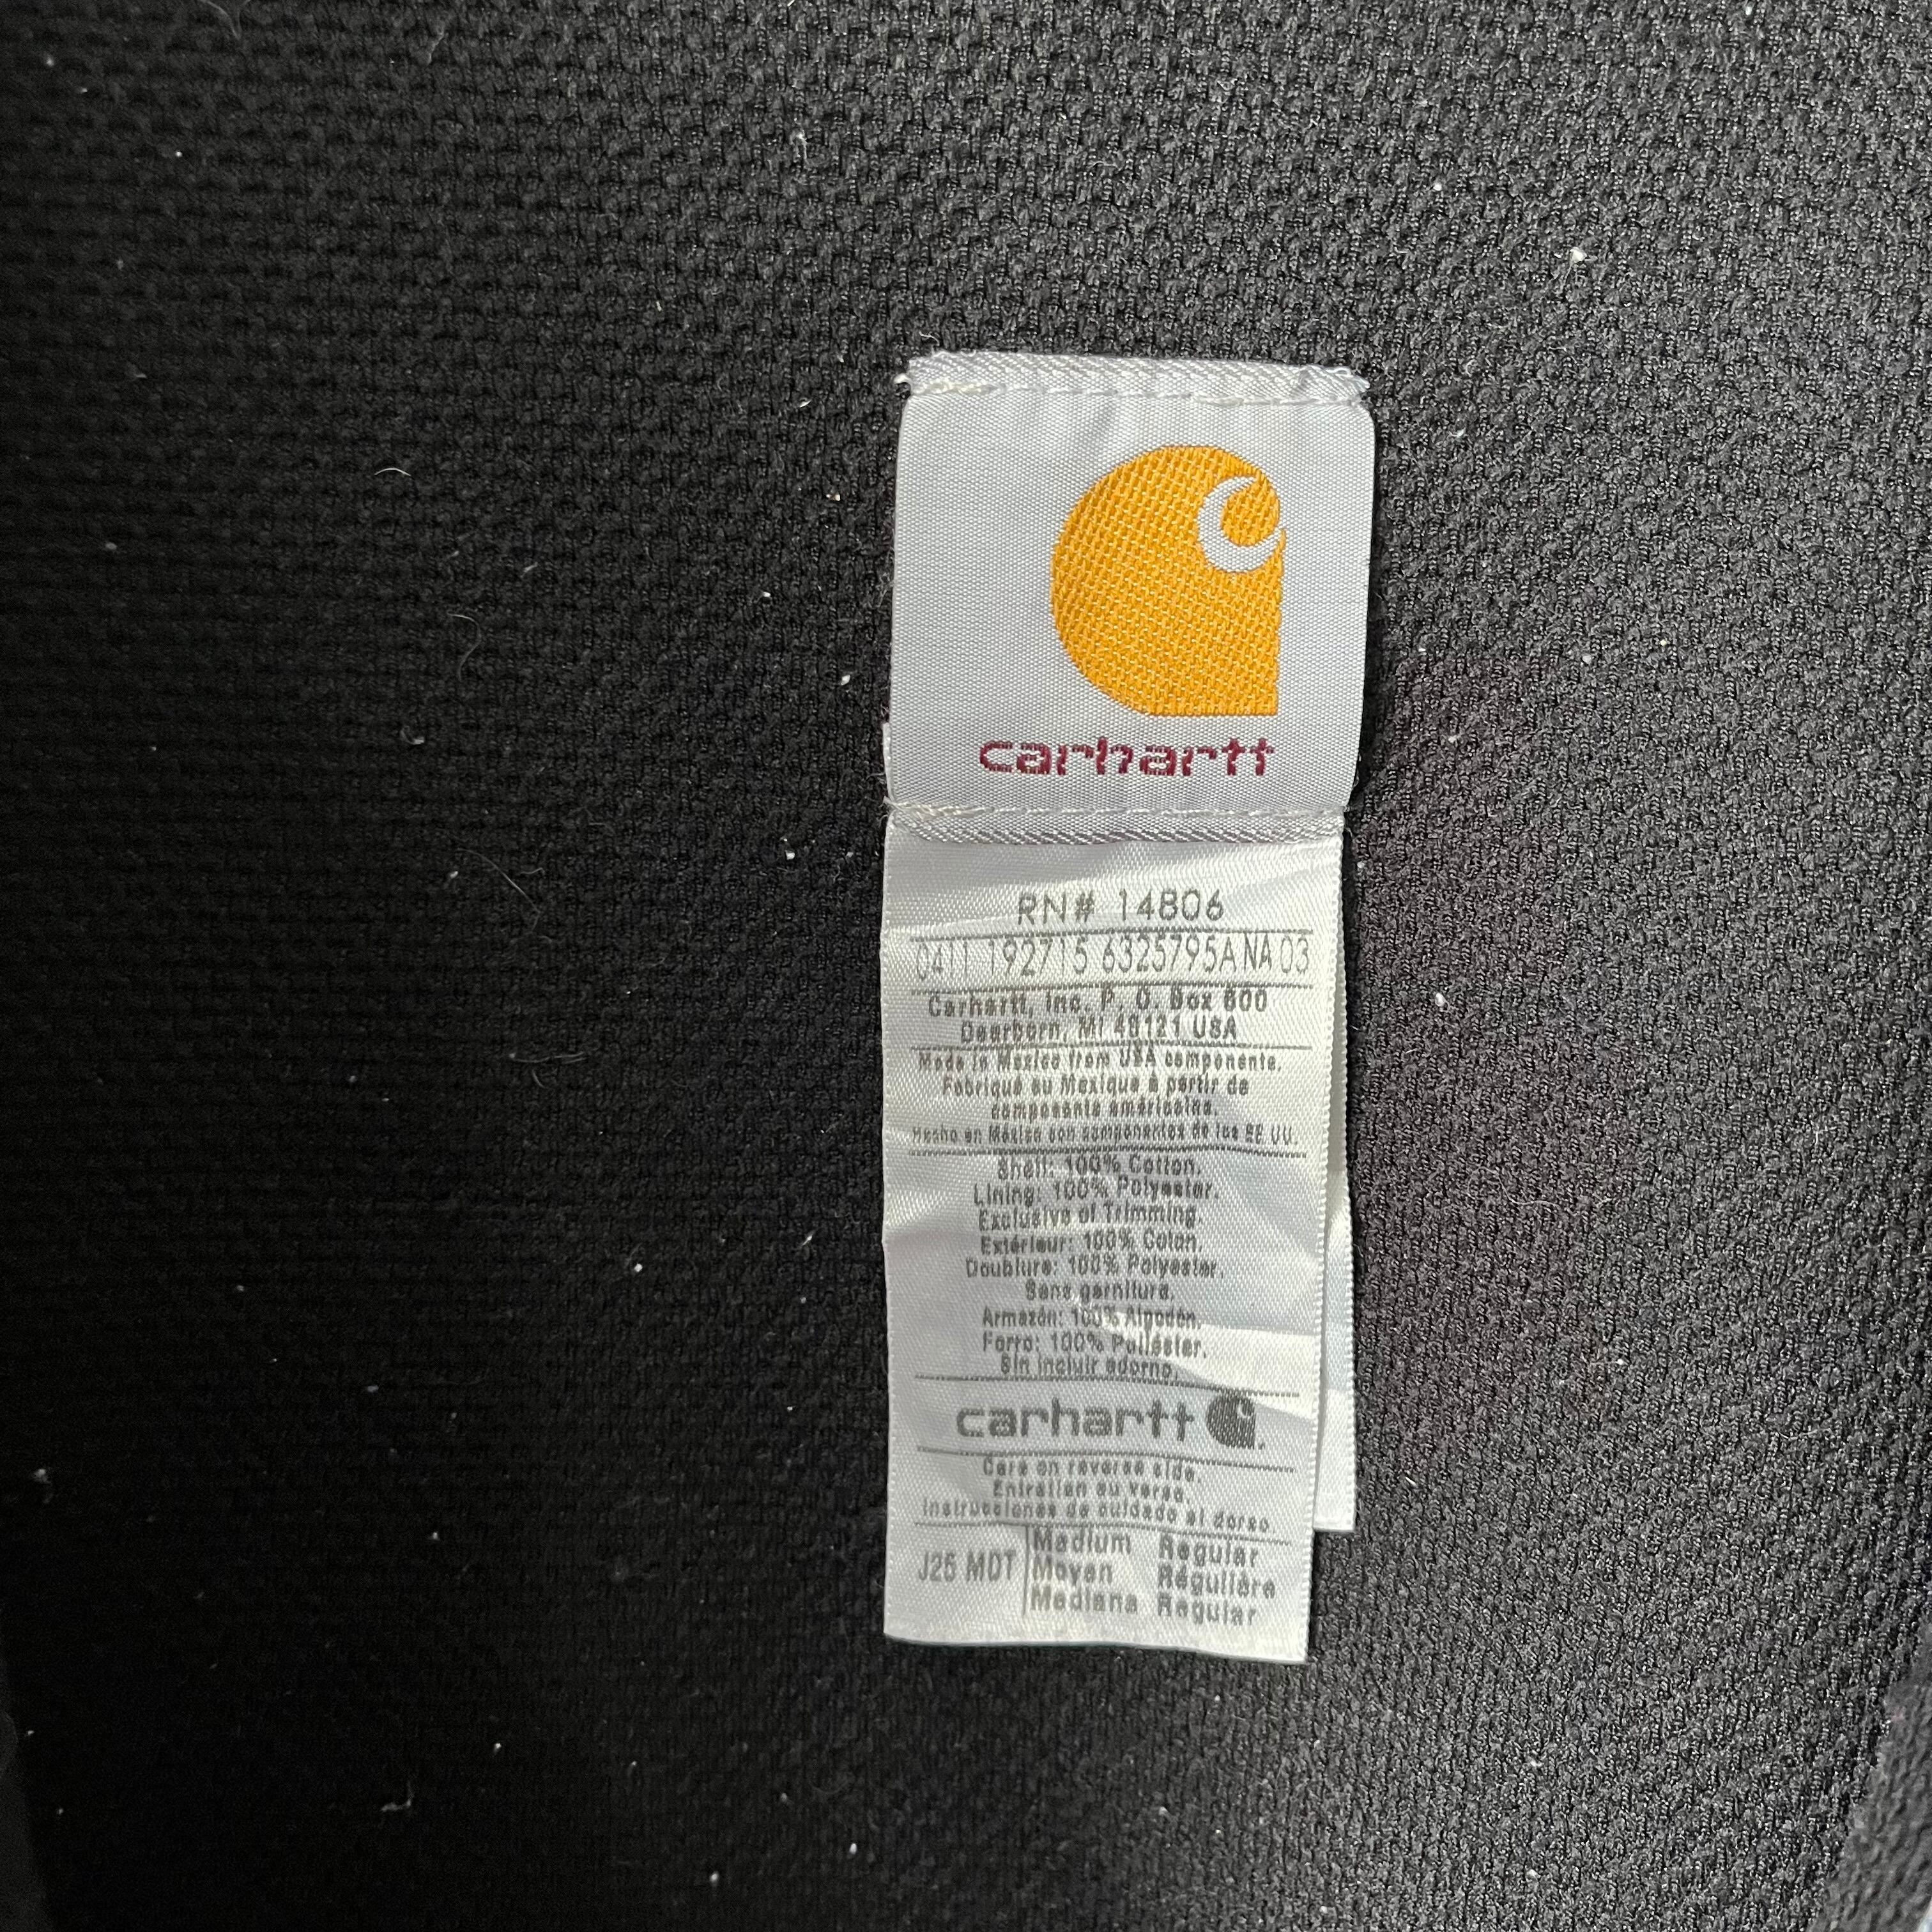 carhartt
RN# 14806
0411 192715 6325795A NA 03
Carhartt, Inc. P. O. Box 600
Dearborn, MI 48121 USA
Made in Mexico from USA components.
Fabriqué au Mexique à partir de
composants américains.
Hecho en México con componentes de los EE UU.
Shell: 100% Cotton.
Lining: 100% Polyester.
Exclusive of Trimming.
Extérieur: 100% Coton.
Doublure: 100% Polyester.
Sans garniture.
Armazón: 100% Algodón.
Forro: 100% Poliéster.
Sin incluir adorno.
carhartt
Care on reverse side.
Entretien au verso.
Instrucciones de cuidado al dorso.
J25 MDT
Medium Regular
Moyen Régulière
Mediana Regular